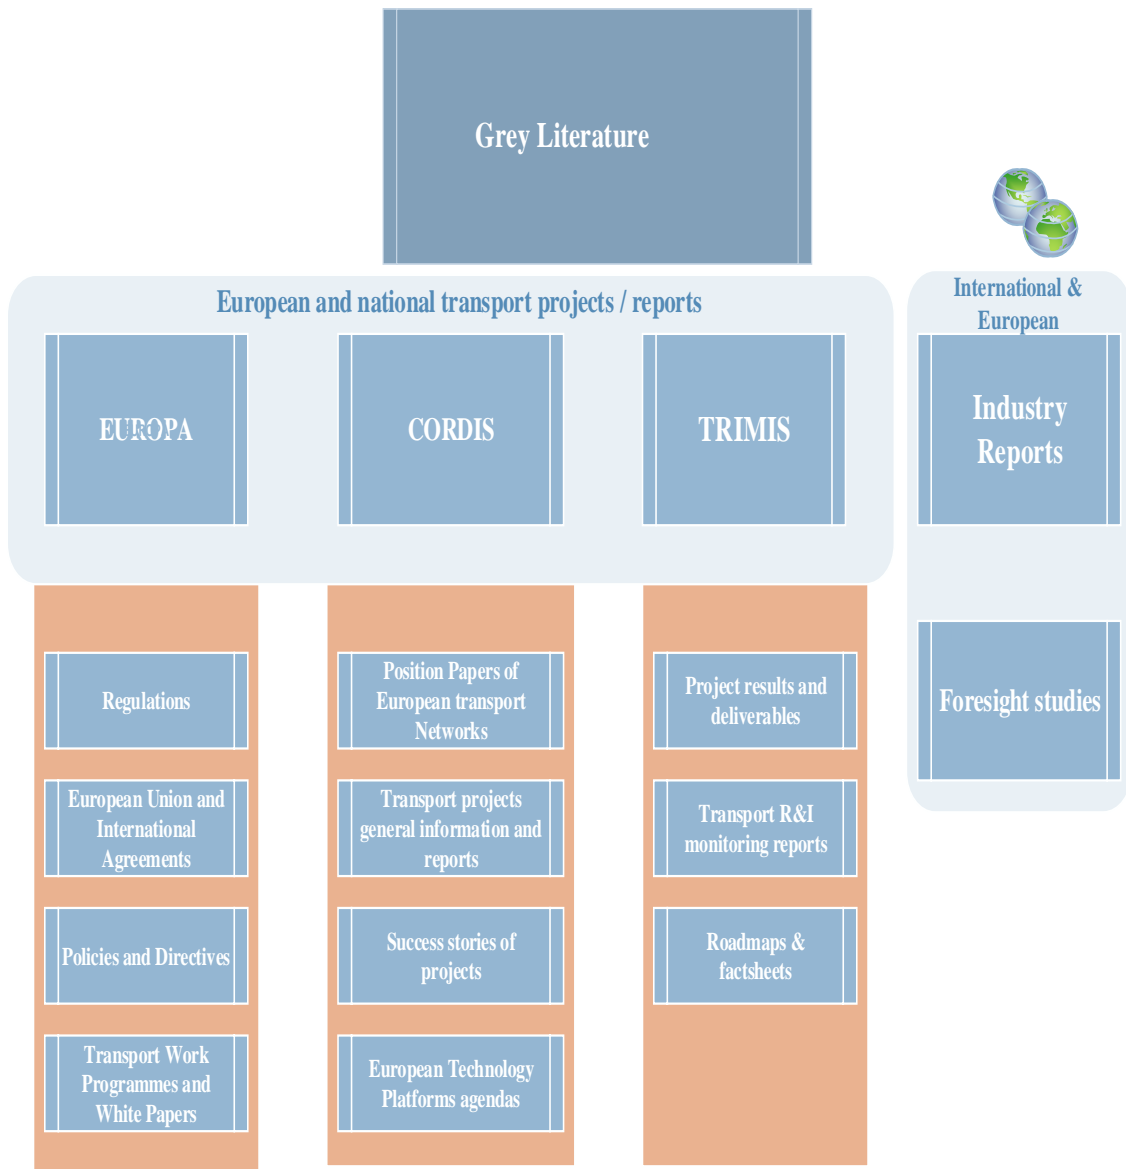 Grey Literature
European and national transport projects / reports
International &
European
EUROPA
CORDIS
TRIMIS
Industry
Reports
Regulations
European Union and
International
Agreements
Policies and Directives
Transport Work
Programmes and
White Papers
Position Papers of
European transport
Networks
Transport projects
general information and
reports
Success stories of
projects
European Technology
Platforms agendas
Project results and
deliverables
Transport R&I
monitoring reports
Roadmaps &
factsheets
Foresight studies